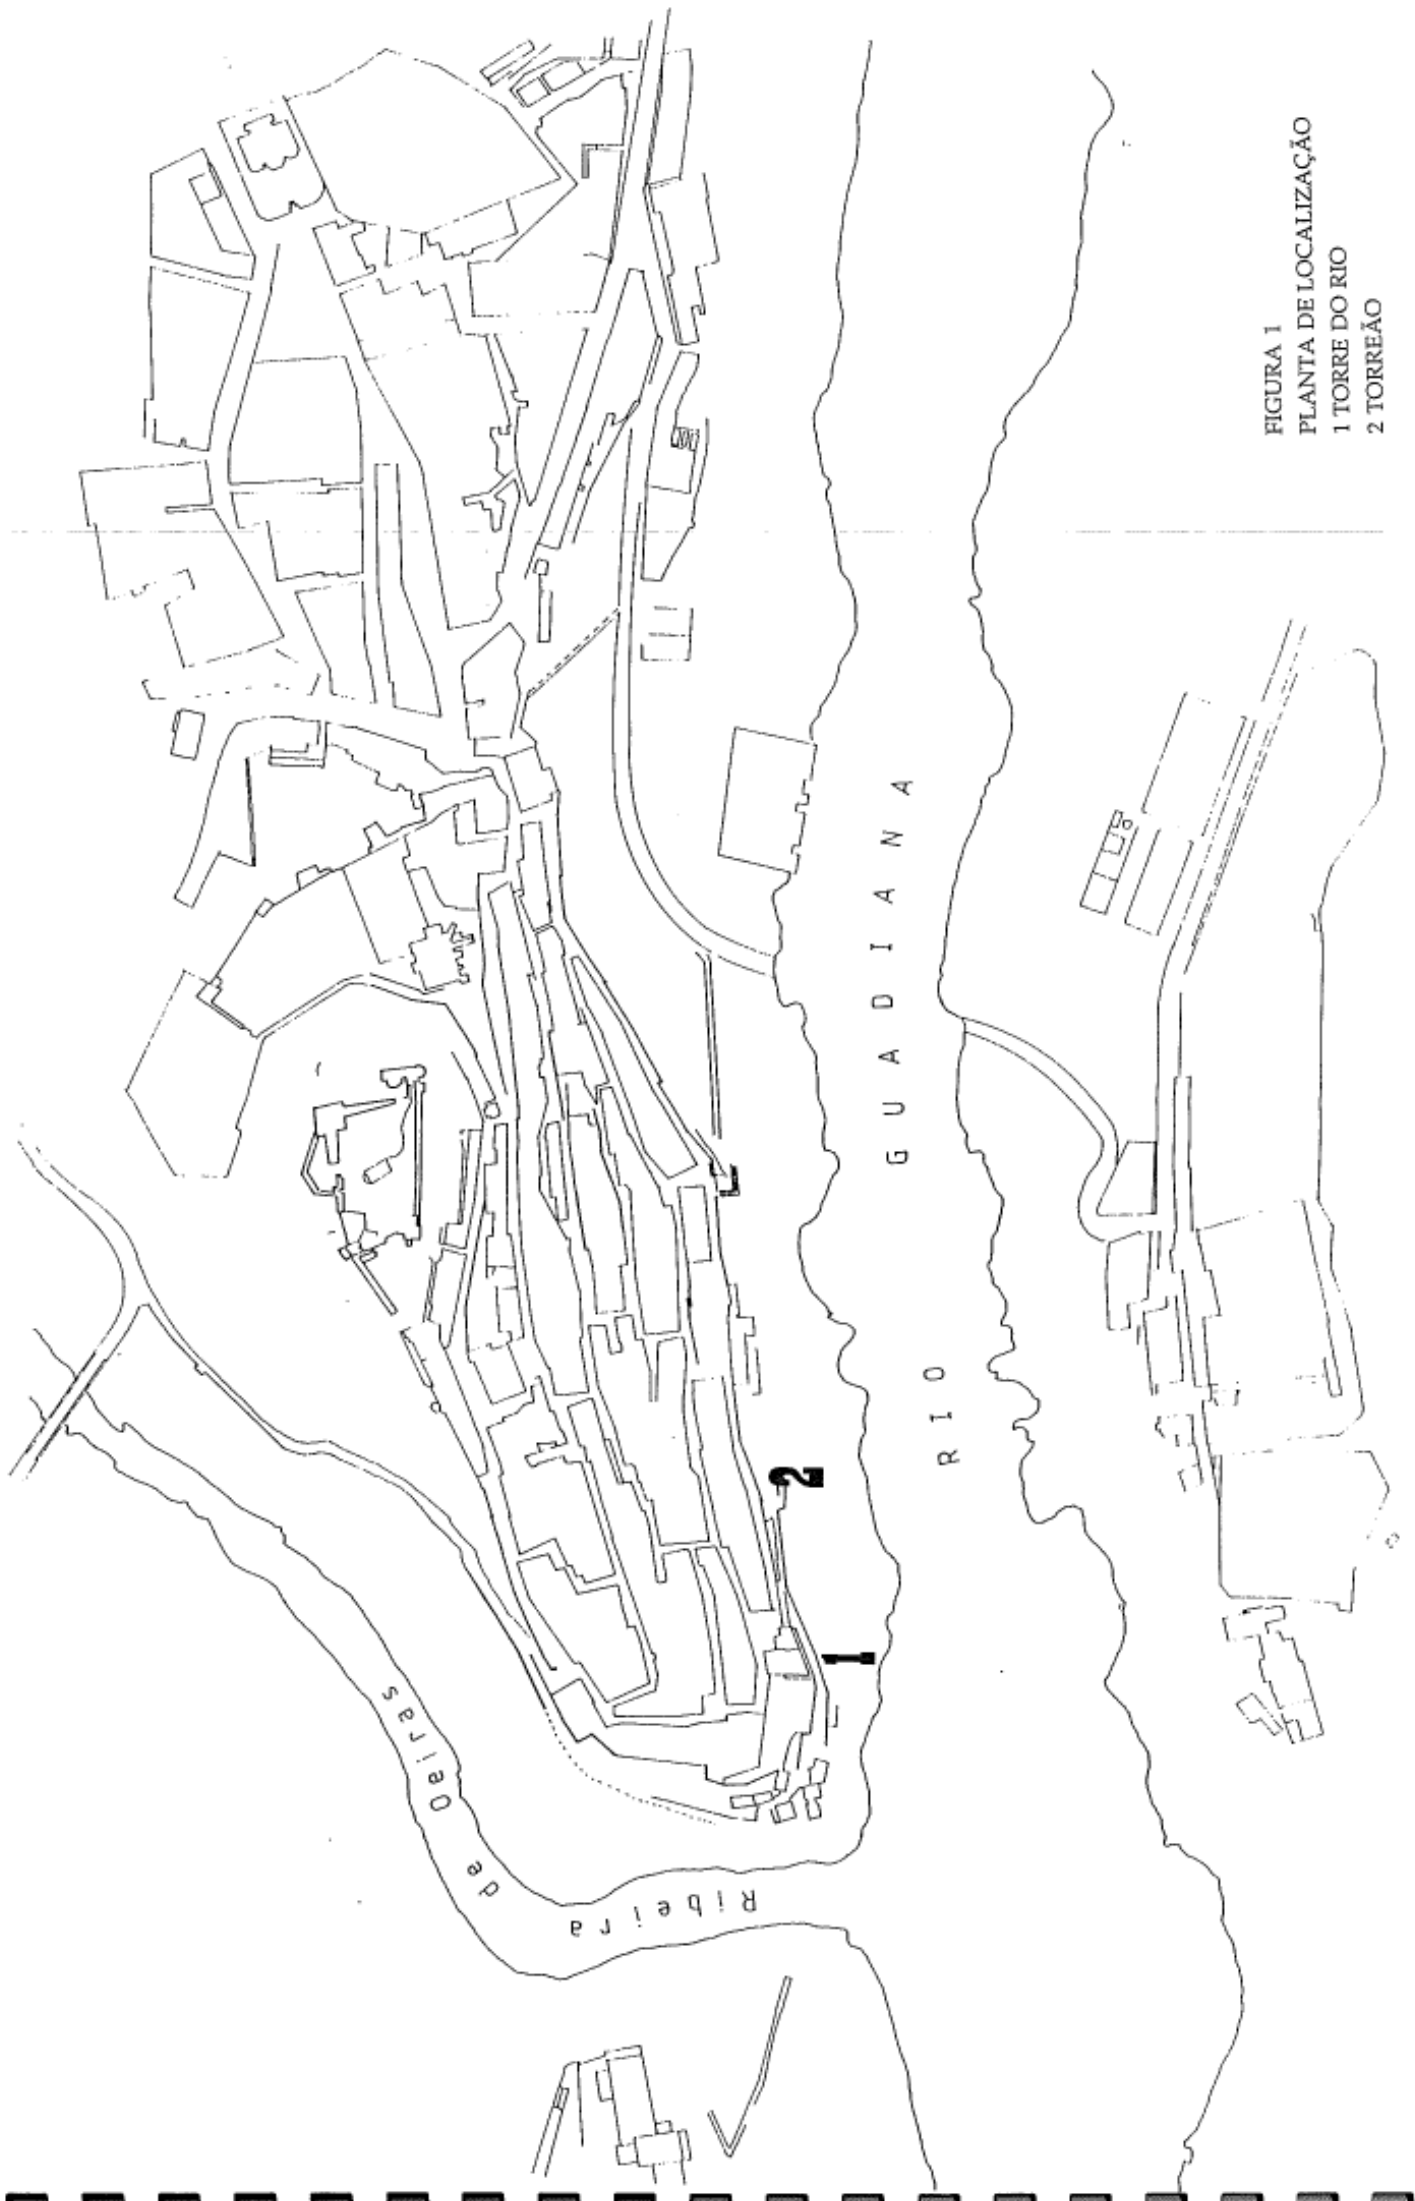 FIGURA 1
PLANTA DE LOCALIZAÇÃO
1 TORRE DO RIO
2 TORREÃO
RIO GUADIANA
Ribeira de Oeiras
2
1